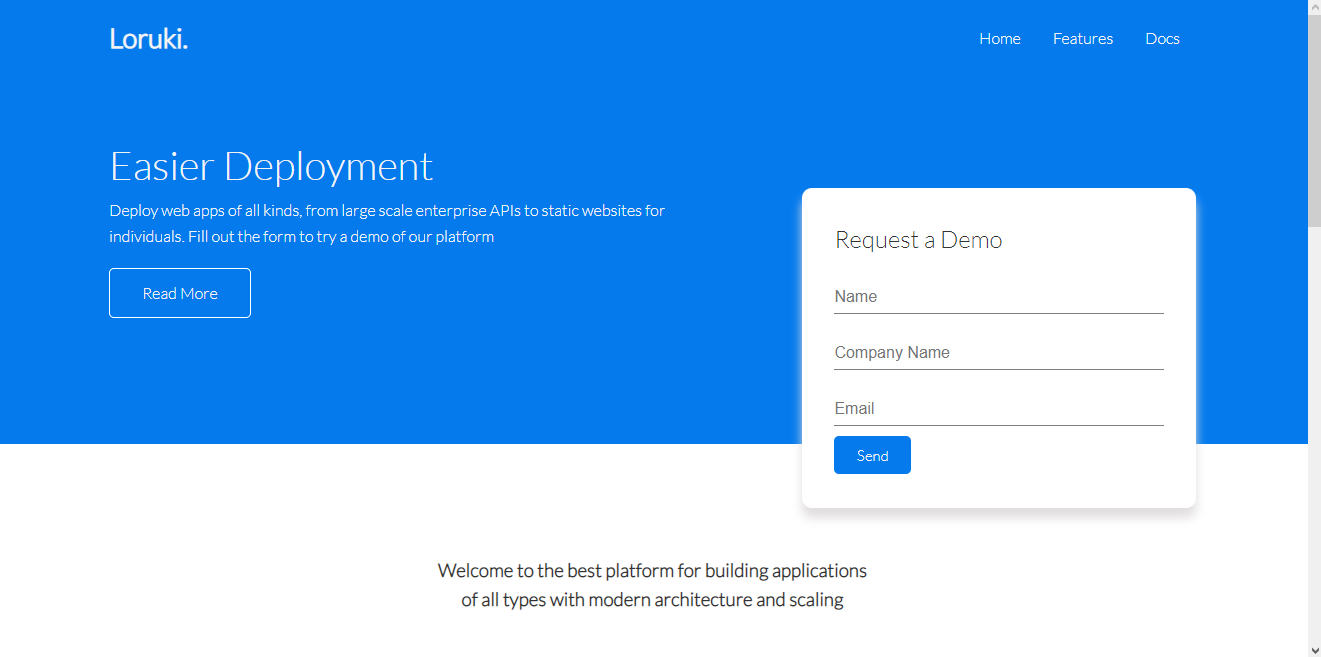 Loruki.
Home
Features
Docs
Easier Deployment
Deploy web apps of all kinds, from large scale enterprise APIs to static websites for
individuals. Fill out the form to try a demo of our platform
Read More
Request a Demo
Name
Company Name
Email
Send
Welcome to the best platform for building applications
of all types with modern architecture and scaling